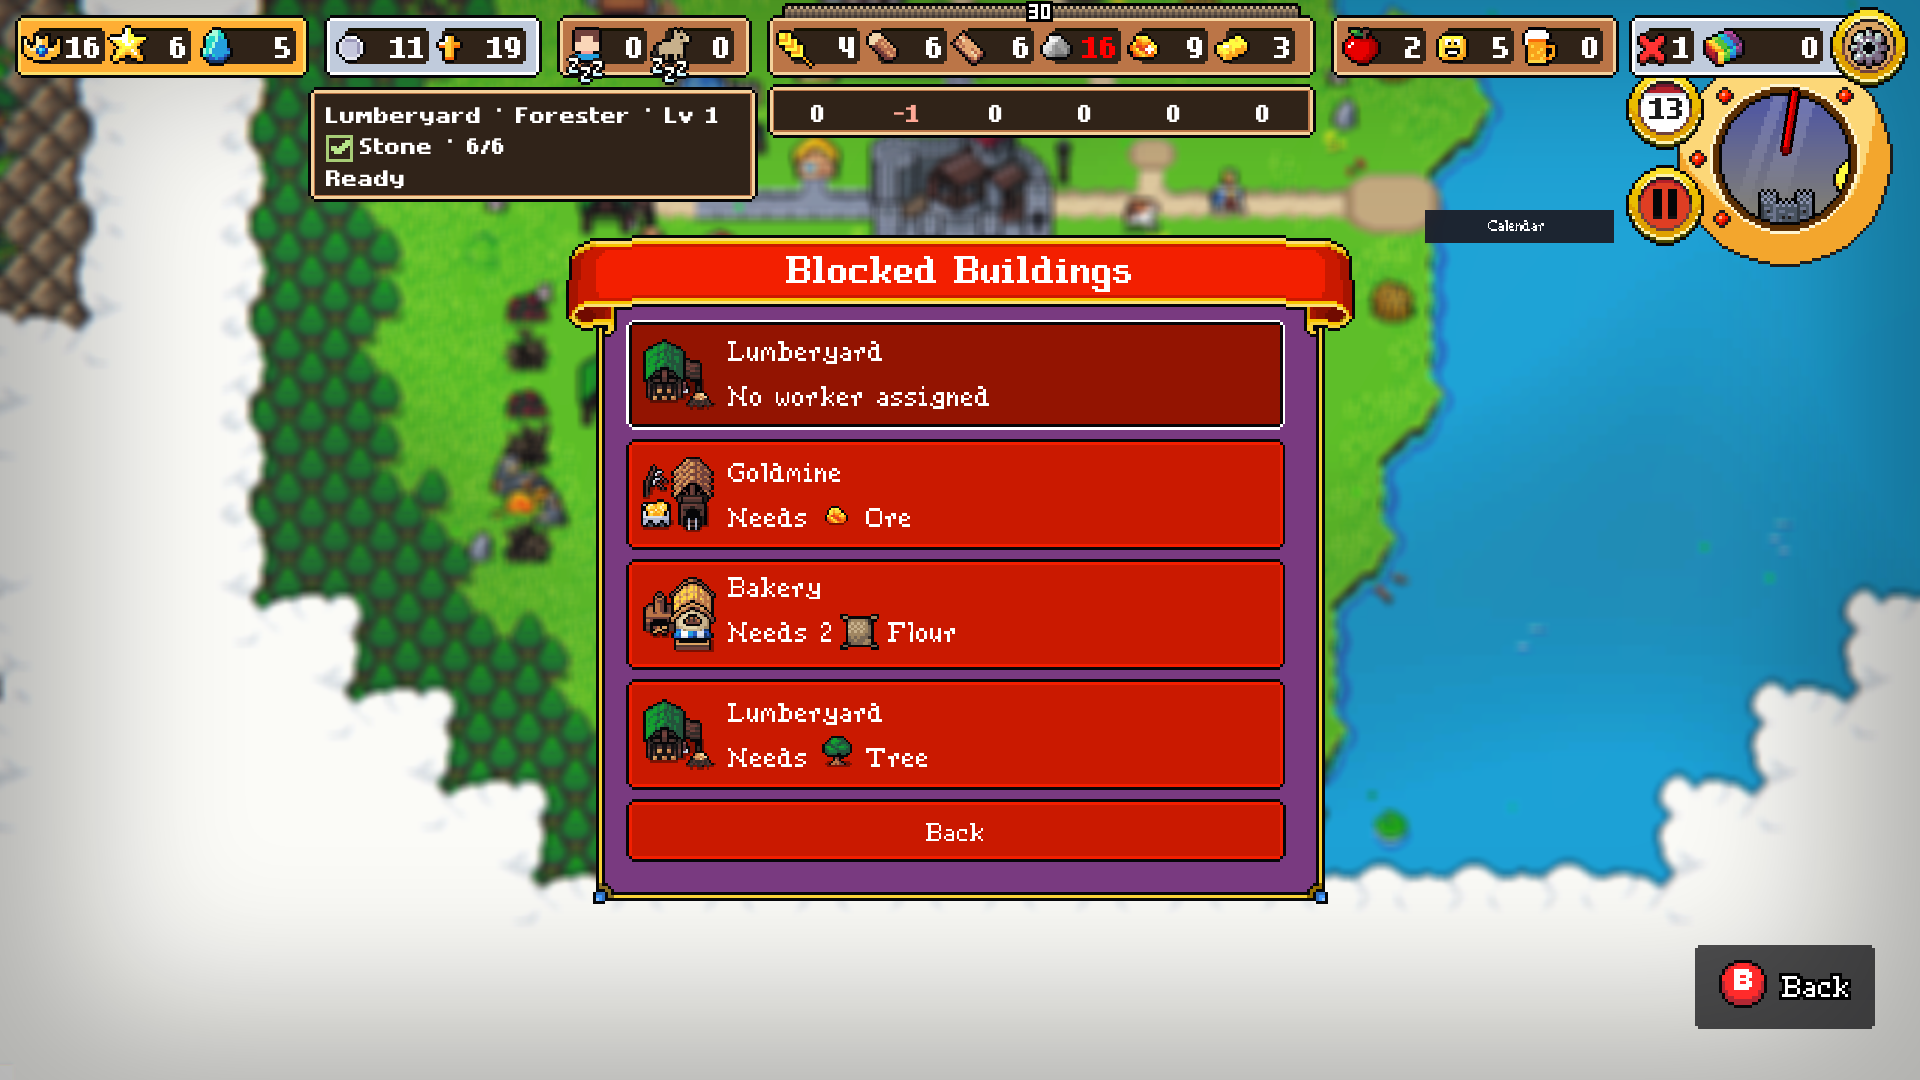 30
16 6 5 11 19 0 0 4 6 6 16 9 3 2 5 0 1 0
Lumberyard · Forester · Lv 1
Stone · 6/6
Ready
0 -1 0 0 0 0
13
Calendar
Blocked Buildings
Lumberyard
No worker assigned
Goldmine
Needs Ore
Bakery
Needs 2 Flour
Lumberyard
Needs Tree
Back
B Back